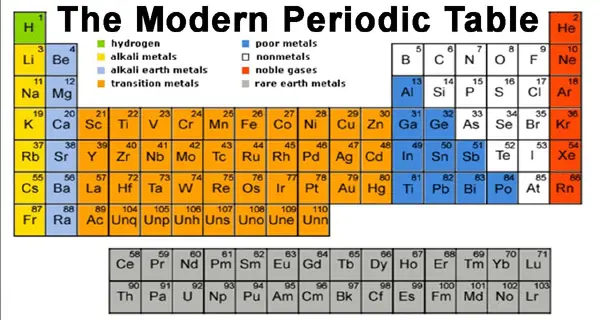 The Modern Periodic Table
1 2
H He
hydrogen poor metals
alkali metals nonmetals
alkali earth metals noble gases
transition metals rare earth metals
3 4 5 6 7 8 9 10
Li Be B C N O F Ne
11 12 13 14 15 16 17 18
Na Mg Al Si P S Cl Ar
19 20 21 22 23 24 25 26 27 28 29 30 31 32 33 34 35 36
K Ca Sc Ti V Cr Mn Fe Co Ni Cu Zn Ga Ge As Se Br Kr
37 38 39 40 41 42 43 44 45 46 47 48 49 50 51 52 53 54
Rb Sr Y Zr Nb Mo Tc Ru Rh Pd Ag Cd In Sn Sb Te I Xe
55 56 57 72 73 74 75 76 77 78 79 80 81 82 83 84 85 86
Cs Ba La Hf Ta W Re Os Ir Pt Au Hg Ti Pb Bi Po At Rn
87 88 89 104 105 106 107 108 109 110
Fr Ra Ac Unq Unp Unh Uns Uno Une Unn
58 59 60 61 62 63 64 65 66 67 68 69 70 71
Ce Pr Nd Pm Sm Eu Gd Tb Dy Ho Er Tm Yb Lu
90 91 92 93 94 95 96 97 98 99 100 101 102 103
Th Pa U Np Pu Am Cm Bk Cf Es Fm Md No Lr